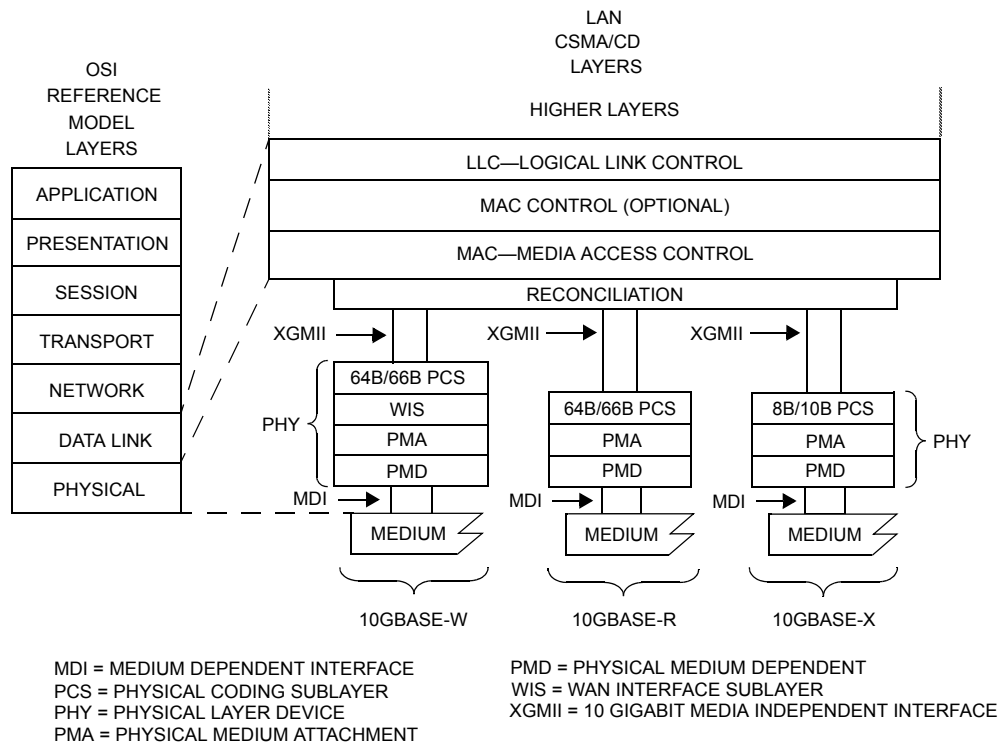 LAN
CSMA/CD
LAYERS
OSI
REFERENCE
MODEL
LAYERS
HIGHER LAYERS
LLC—LOGICAL LINK CONTROL
MAC CONTROL (OPTIONAL)
MAC—MEDIA ACCESS CONTROL
RECONCILIATION
APPLICATION
PRESENTATION
SESSION
TRANSPORT
NETWORK
DATA LINK
PHYSICAL
XGMII
64B/66B PCS
WIS
PMA
PMD
PHY
MDI
MEDIUM
10GBASE-W
XGMII
64B/66B PCS
PMA
PMD
MDI
MEDIUM
10GBASE-R
XGMII
8B/10B PCS
PMA
PMD
PHY
MDI
MEDIUM
10GBASE-X
MDI = MEDIUM DEPENDENT INTERFACE
PCS = PHYSICAL CODING SUBLAYER
PHY = PHYSICAL LAYER DEVICE
PMA = PHYSICAL MEDIUM ATTACHMENT
PMD = PHYSICAL MEDIUM DEPENDENT
WIS = WAN INTERFACE SUBLAYER
XGMII = 10 GIGABIT MEDIA INDEPENDENT INTERFACE